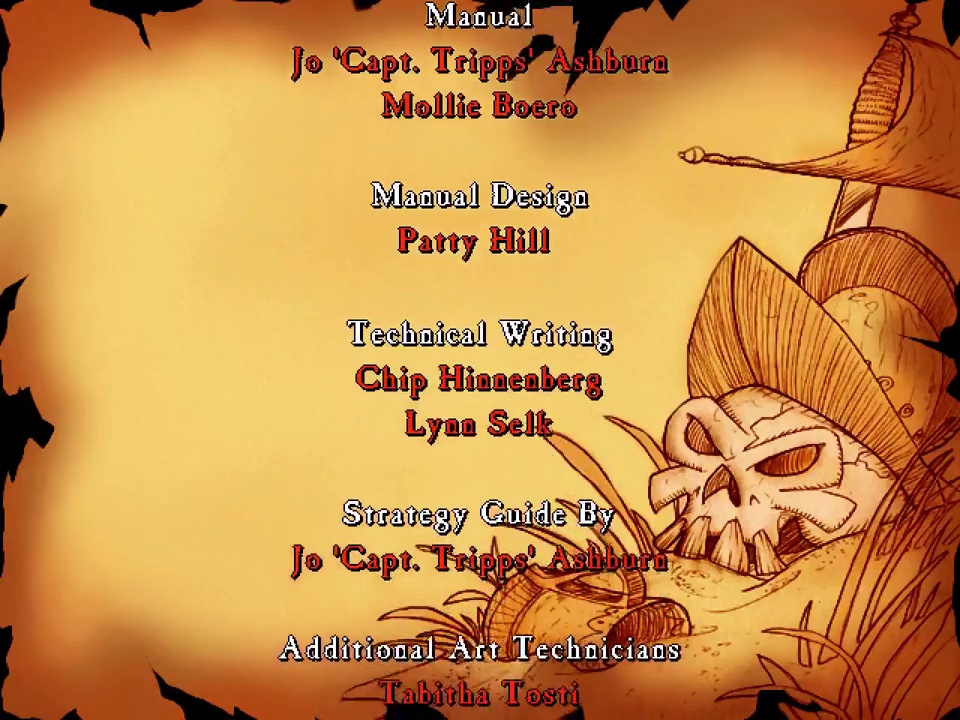 Manual
Jo 'Capt. Tripps' Ashburn
Mollie Boero
Manual Design
Patty Hill
Technical Writing
Chip Hinnenberg
Lynn Selk
Strategy Guide By
Jo 'Capt. Tripps' Ashburn
Additional Art Technicians
Tabitha Tosti